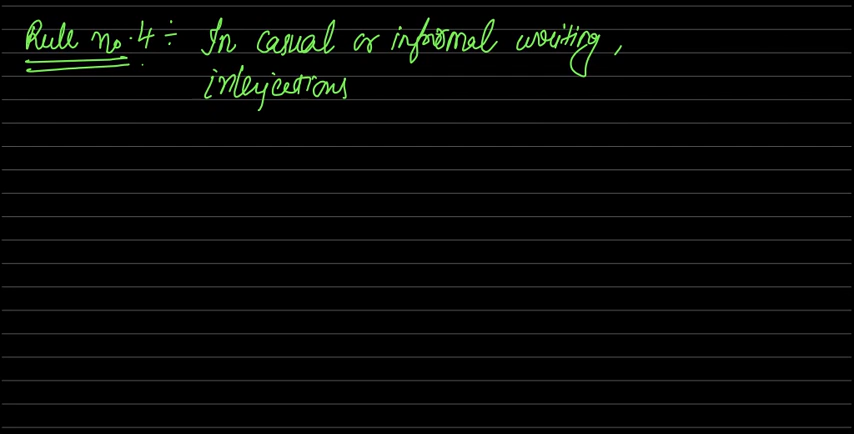 Rule no. 4 :- In casual or informal writing,
interjections